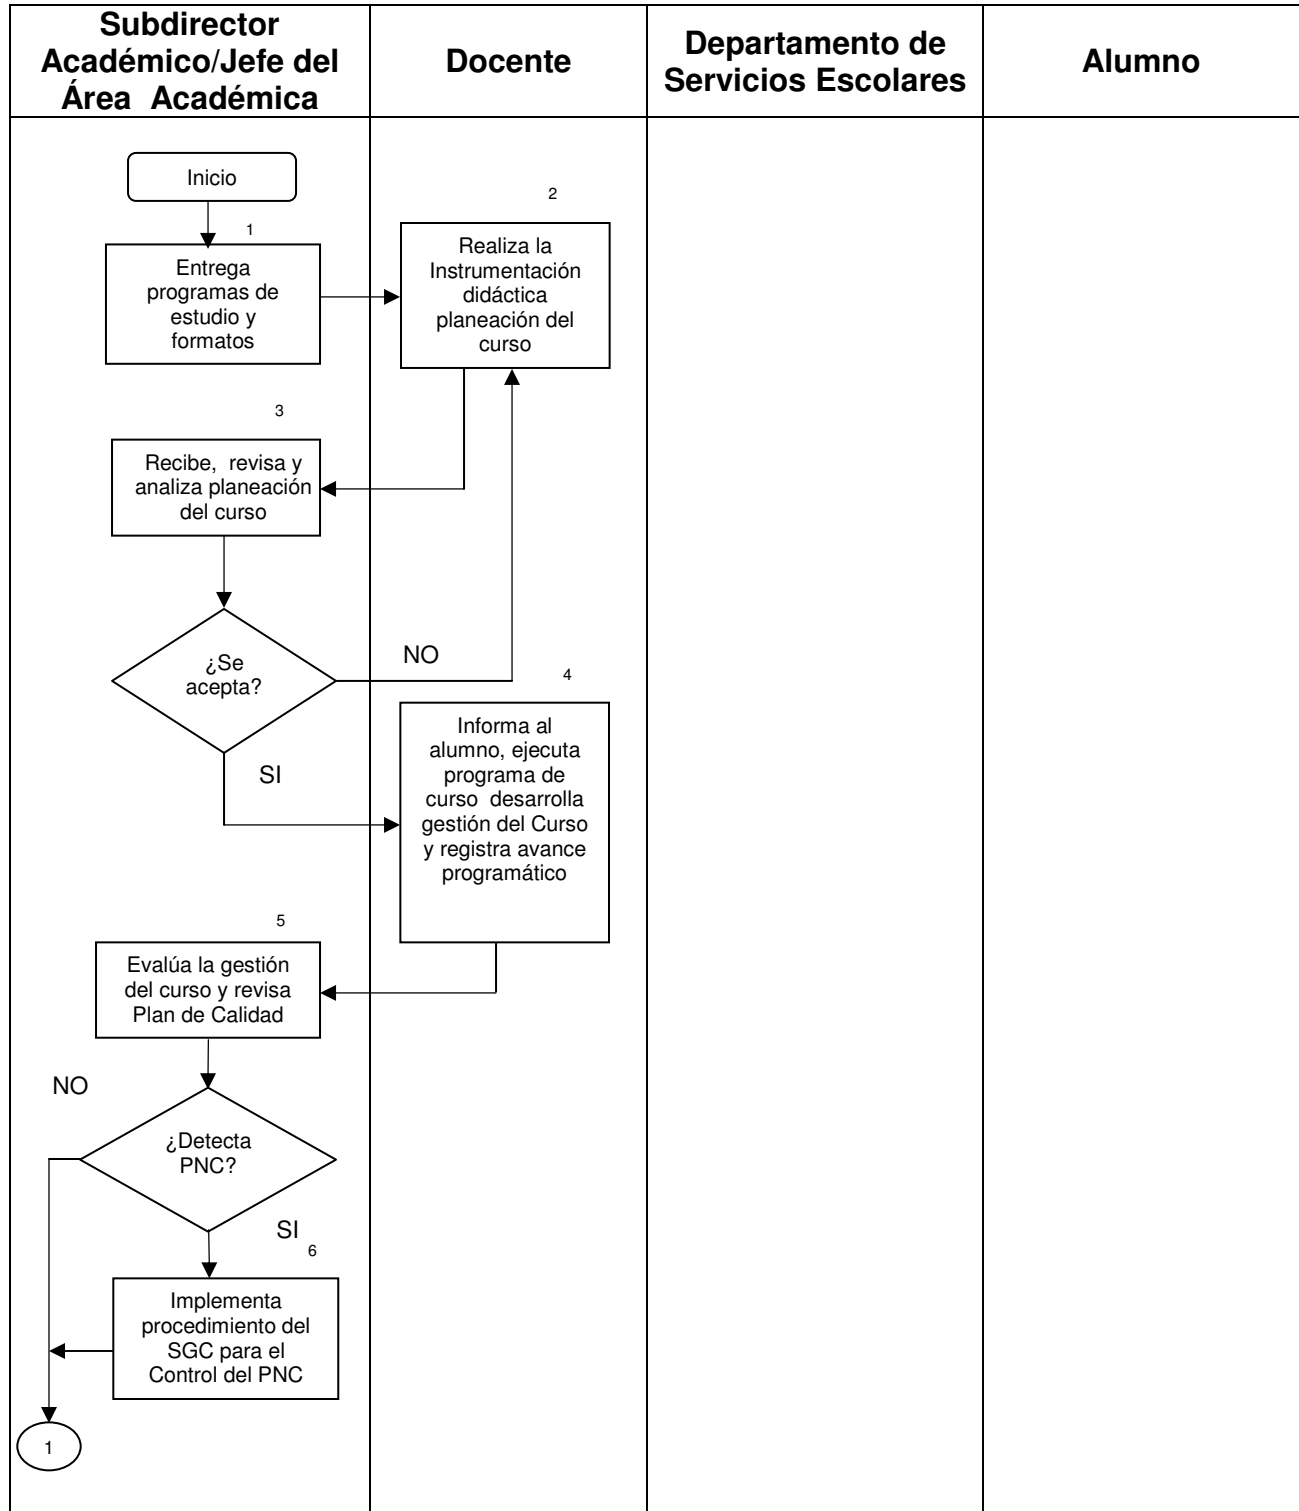 Subdirector
Académico/Jefe del
Área  Académica
Docente
Departamento de
Servicios Escolares
Alumno
Inicio
1
Entrega
programas de
estudio y
formatos
2
Realiza la
Instrumentación
didáctica
planeación del
curso
3
Recibe,  revisa y
analiza planeación
del curso
¿Se
acepta?
NO
SI
4
Informa al
alumno, ejecuta
programa de
curso  desarrolla
gestión del Curso
y registra avance
programático
5
Evalúa la gestión
del curso y revisa
Plan de Calidad
NO
¿Detecta
PNC?
SI
6
Implementa
procedimiento del
SGC para el
Control del PNC
1